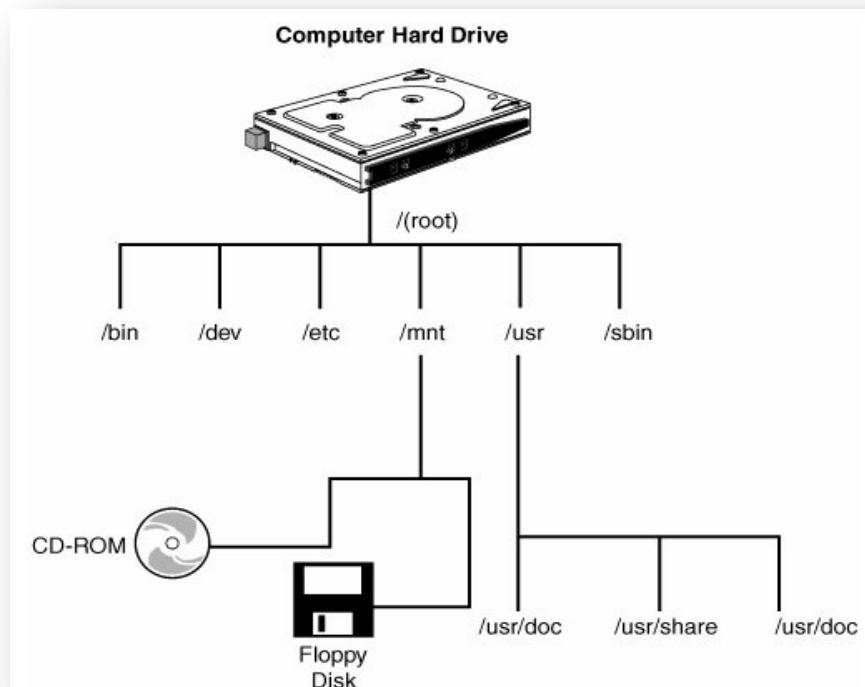 Computer Hard Drive
/(root)
/bin /dev /etc /mnt /usr /sbin
CD-ROM
/usr/doc /usr/share /usr/doc
Floppy
Disk